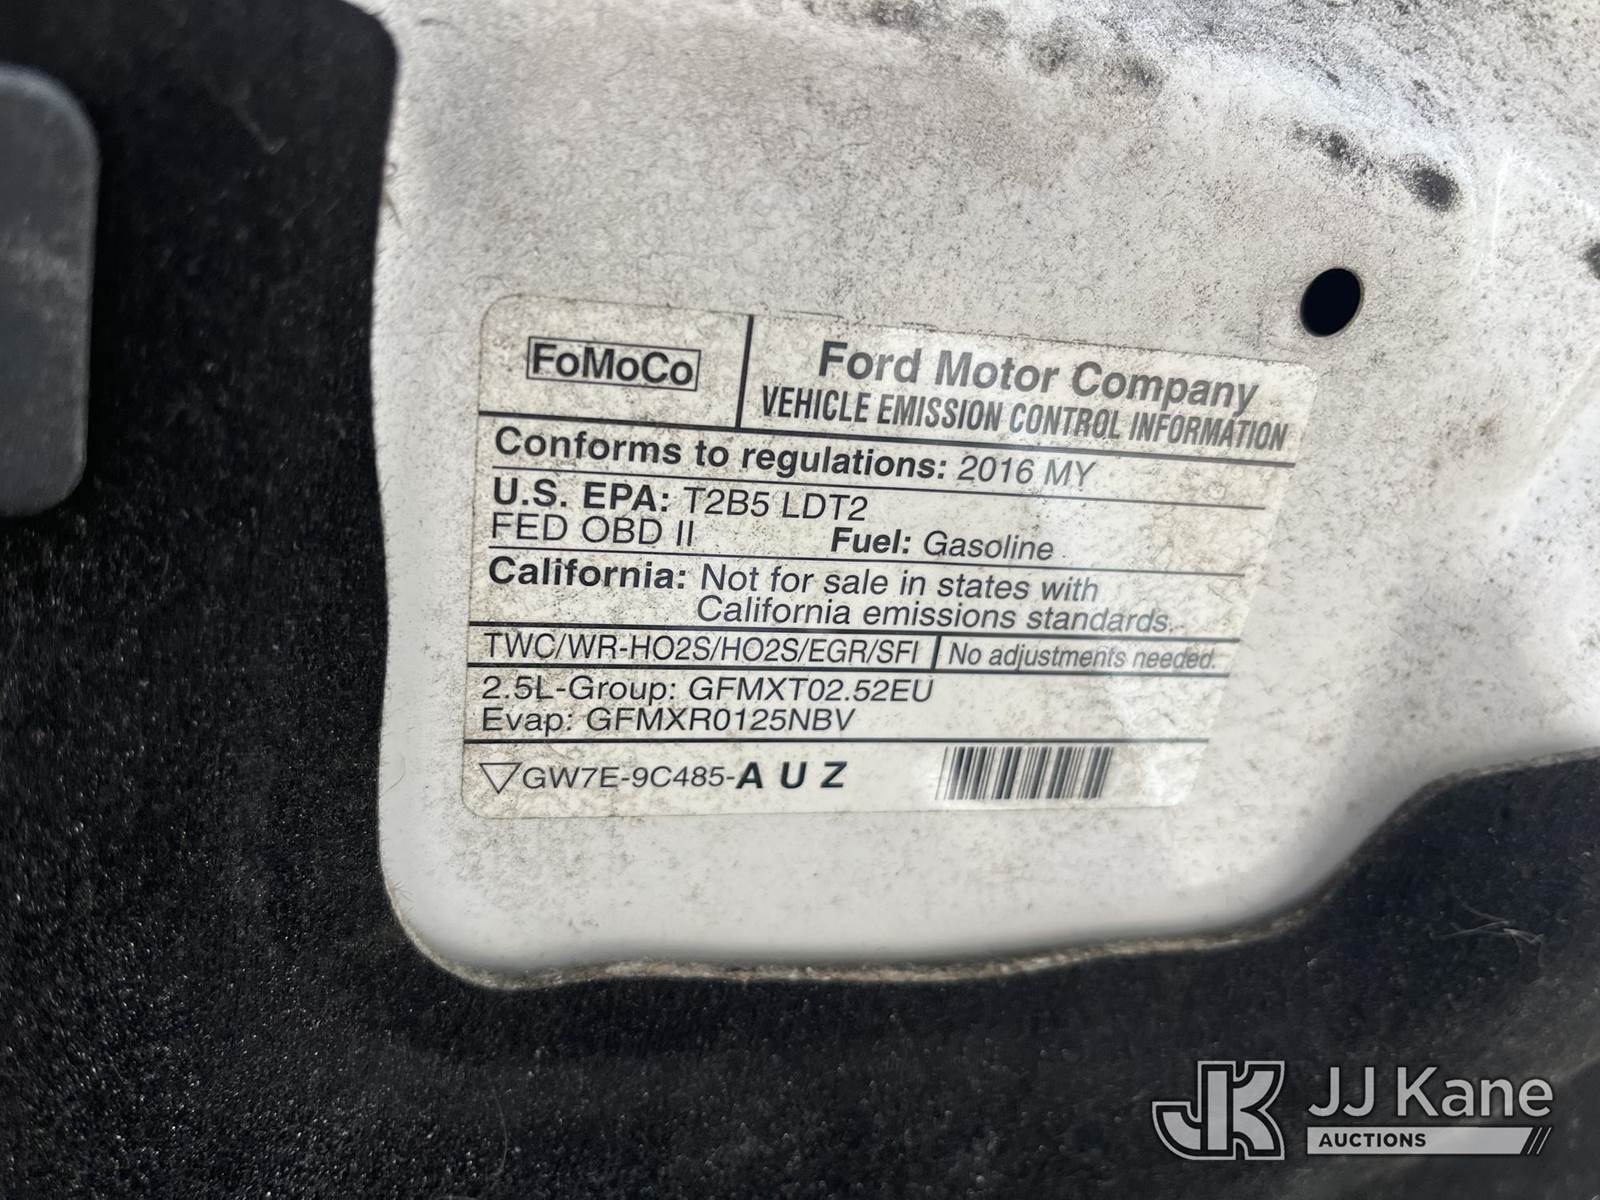 FoMoCo
Ford Motor Company
VEHICLE EMISSION CONTROL INFORMATION
Conforms to regulations: 2016 MY
U.S. EPA: T2B5 LDT2
FED OBD II Fuel: Gasoline
California: Not for sale in states with
California emissions standards.
TWC/WR-HO2S/HO2S/EGR/SFI No adjustments needed.
2.5L-Group: GFMXT02.52EU
Evap: GFMXR0125NBV
GW7E-9C485-A U Z
JK JJ Kane
AUCTIONS